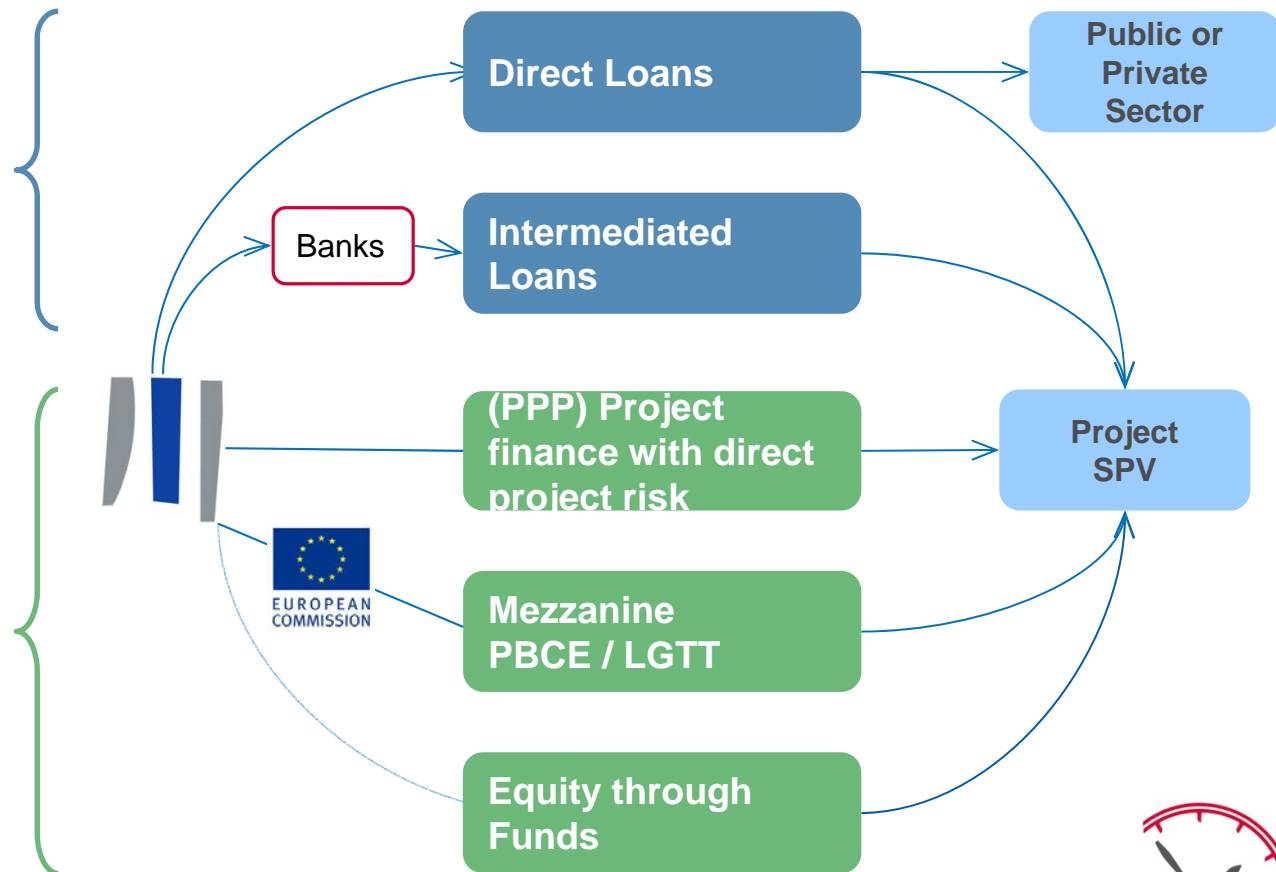 Direct Loans
Public or
Private
Sector
Banks
Intermediated
Loans
(PPP) Project
finance with direct
project risk
Project
SPV
EUROPEAN
COMMISSION
Mezzanine
PBCE / LGTT
Equity through
Funds